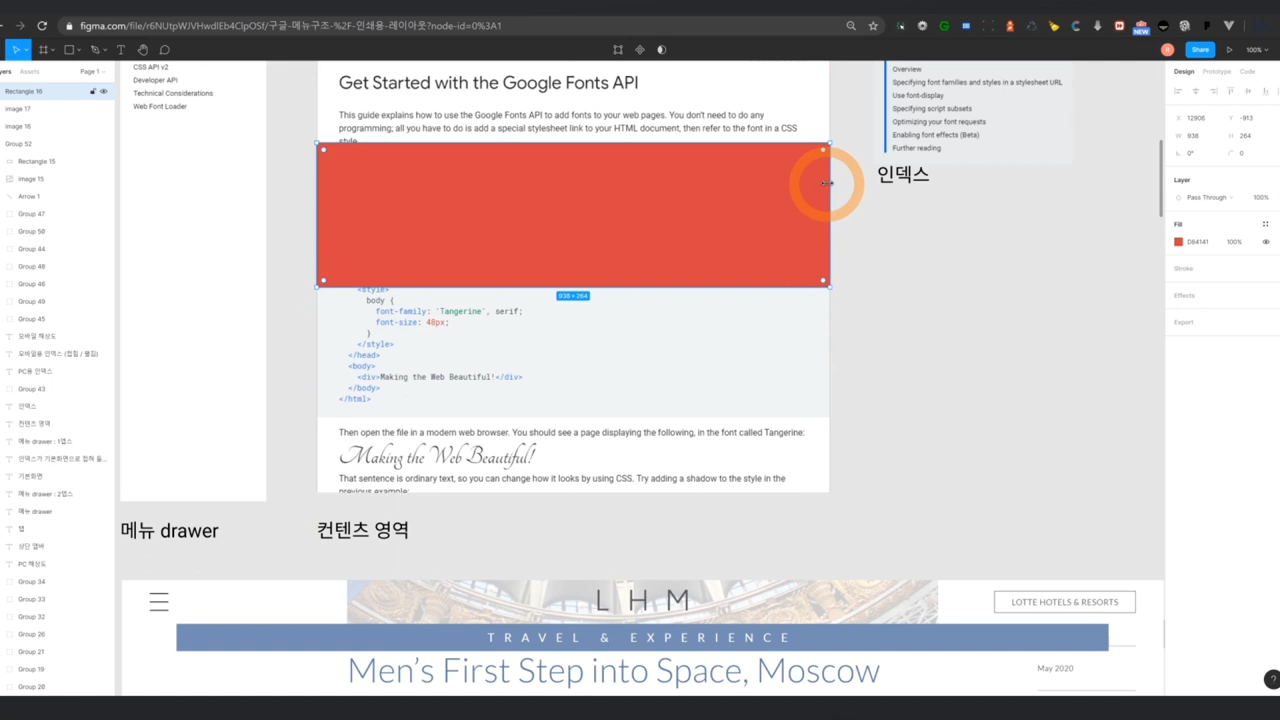 figma.com/file/r6NUtpWJVHwdlEb4ClpOSf/구글-메뉴구조-%2F-인쇄용-레이아웃?node-id=0%3A1
NEW
R
Share
100%
yers
Assets
Page 1
Rectangle 16
image 17
image 16
Group 52
Rectangle 15
image 15
Arrow 1
Group 47
Group 50
Group 44
Group 48
Group 46
Group 49
Group 45
모바일 해상도
모바일용 인덱스 (접힘 / 펼침)
PC용 인덱스
Group 43
인덱스
컨텐츠 영역
메뉴 drawer : 1뎁스
인덱스가 기본화면으로 접혀 들...
기본화면
메뉴 drawer : 2뎁스
메뉴 drawer
탭
상단 앱바
PC 해상도
Group 34
Group 33
Group 32
Group 26
Group 21
Group 19
Group 20
CSS API v2
Developer API
Technical Considerations
Web Font Loader
메뉴 drawer
Get Started with the Google Fonts API
This guide explains how to use the Google Fonts API to add fonts to your web pages. You don't need to do any
programming; all you have to do is add a special stylesheet link to your HTML document, then refer to the font in a CSS
style.
938 × 264
<style>
body {
font-family: 'Tangerine', serif;
font-size: 48px;
}
</style>
</head>
<body>
<div>Making the Web Beautiful!</div>
</body>
</html>
Then open the file in a modern web browser. You should see a page displaying the following, in the font called Tangerine:
Making the Web Beautiful!
That sentence is ordinary text, so you can change how it looks by using CSS. Try adding a shadow to the style in the
previous example:
컨텐츠 영역
Overview
Specifying font families and styles in a stylesheet URL
Use font-display
Specifying script subsets
Optimizing your font requests
Enabling font effects (Beta)
Further reading
인덱스
LHM
LOTTE HOTELS & RESORTS
TRAVEL & EXPERIENCE
Men's First Step into Space, Moscow
May 2020
Design
Prototype
Code
X 12906
Y -913
W 938
H 264
0°
0
Layer
Pass Through
100%
Fill
D84141
100%
Stroke
Effects
Export
?